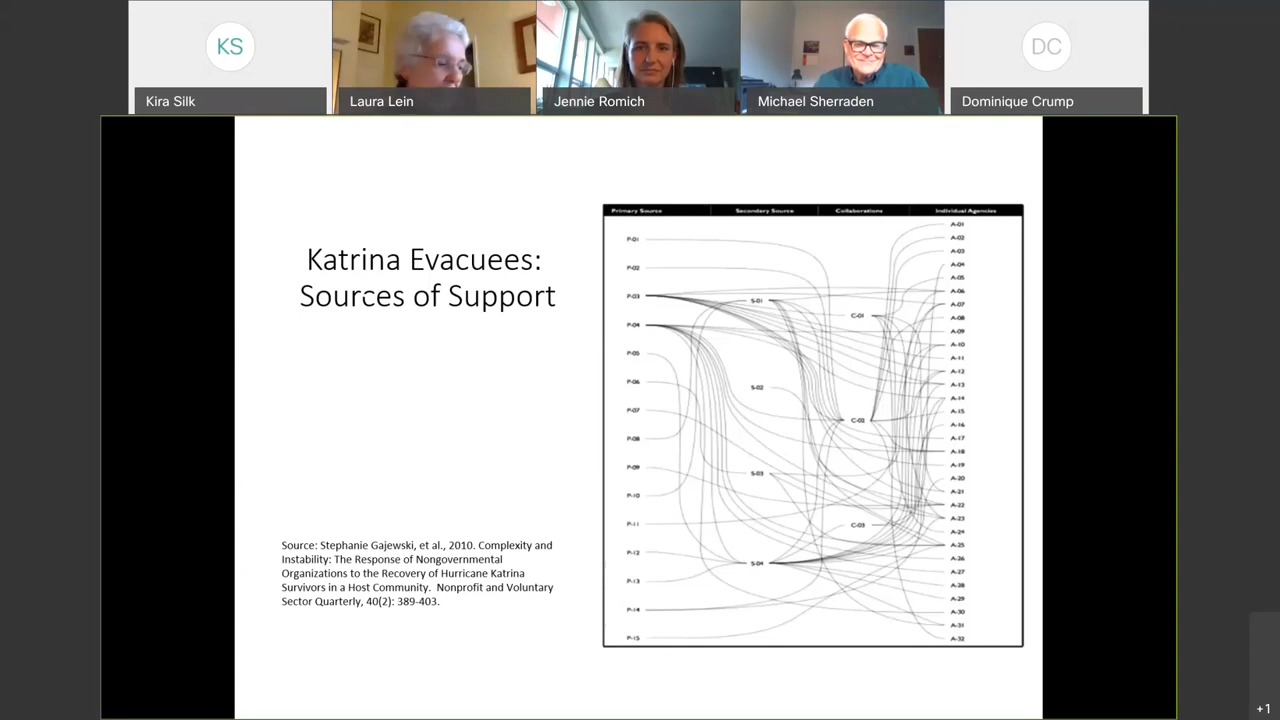 KS
DC
Kira Silk
Laura Lein
Jennie Romich
Michael Sherraden
Dominique Crump
Katrina Evacuees:
Sources of Support
Source: Stephanie Gajewski, et al., 2010. Complexity and
Instability: The Response of Nongovernmental
Organizations to the Recovery of Hurricane Katrina
Survivors in a Host Community.  Nonprofit and Voluntary
Sector Quarterly, 40(2): 389-403.
Primary Source
Secondary Source
Collaborations
Individual Agencies
P-01
P-02
P-03
P-04
P-05
P-06
P-07
P-08
P-09
P-10
P-11
P-12
P-13
P-14
P-15
S-01
S-02
S-03
S-04
C-01
C-02
C-03
A-01
A-02
A-03
A-04
A-05
A-06
A-07
A-08
A-09
A-10
A-11
A-12
A-13
A-14
A-15
A-16
A-17
A-18
A-19
A-20
A-21
A-22
A-23
A-24
A-25
A-26
A-27
A-28
A-29
A-30
A-31
A-32
+1